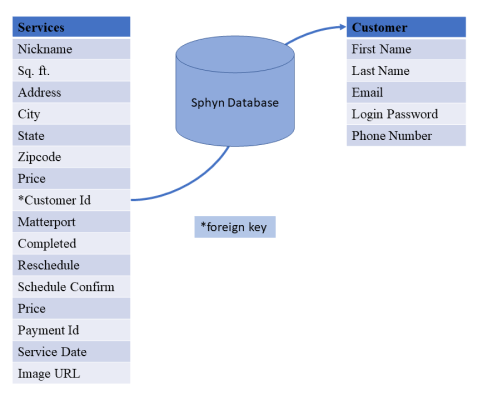 Services
Nickname
Sq. ft.
Address
City
State
Zipcode
Price
*Customer Id
Matterport
Completed
Reschedule
Schedule Confirm
Price
Payment Id
Service Date
Image URL
Sphyn Database
*foreign key
Customer
First Name
Last Name
Email
Login Password
Phone Number